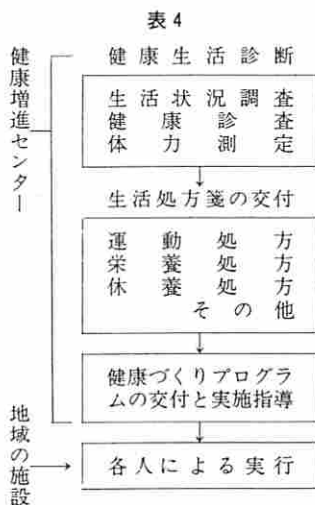 表4
健康増進センター
健康生活診断
生活状況調査
健康診査
体力測定
生活処方箋の交付
運動処方
栄養処方
休養処方
その他
健康づくりプログラ
ムの交付と実施指導
地域の施設
各人による実行